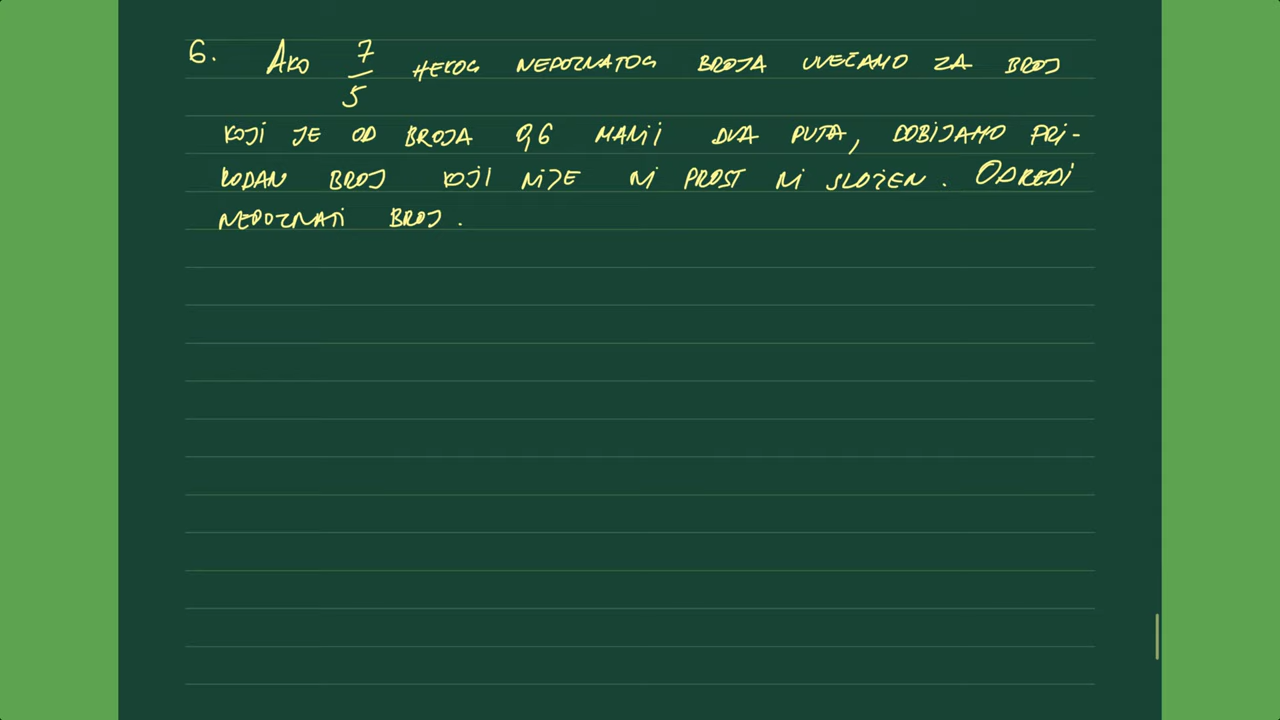 6. Ako 7/5 nekog nepoznatog broja uvećamo za broj
koji je od broja 0,6 manji dva puta, dobijamo pri-
rodan broj koji nije ni prost ni složen. Odredi
nepoznati broj.